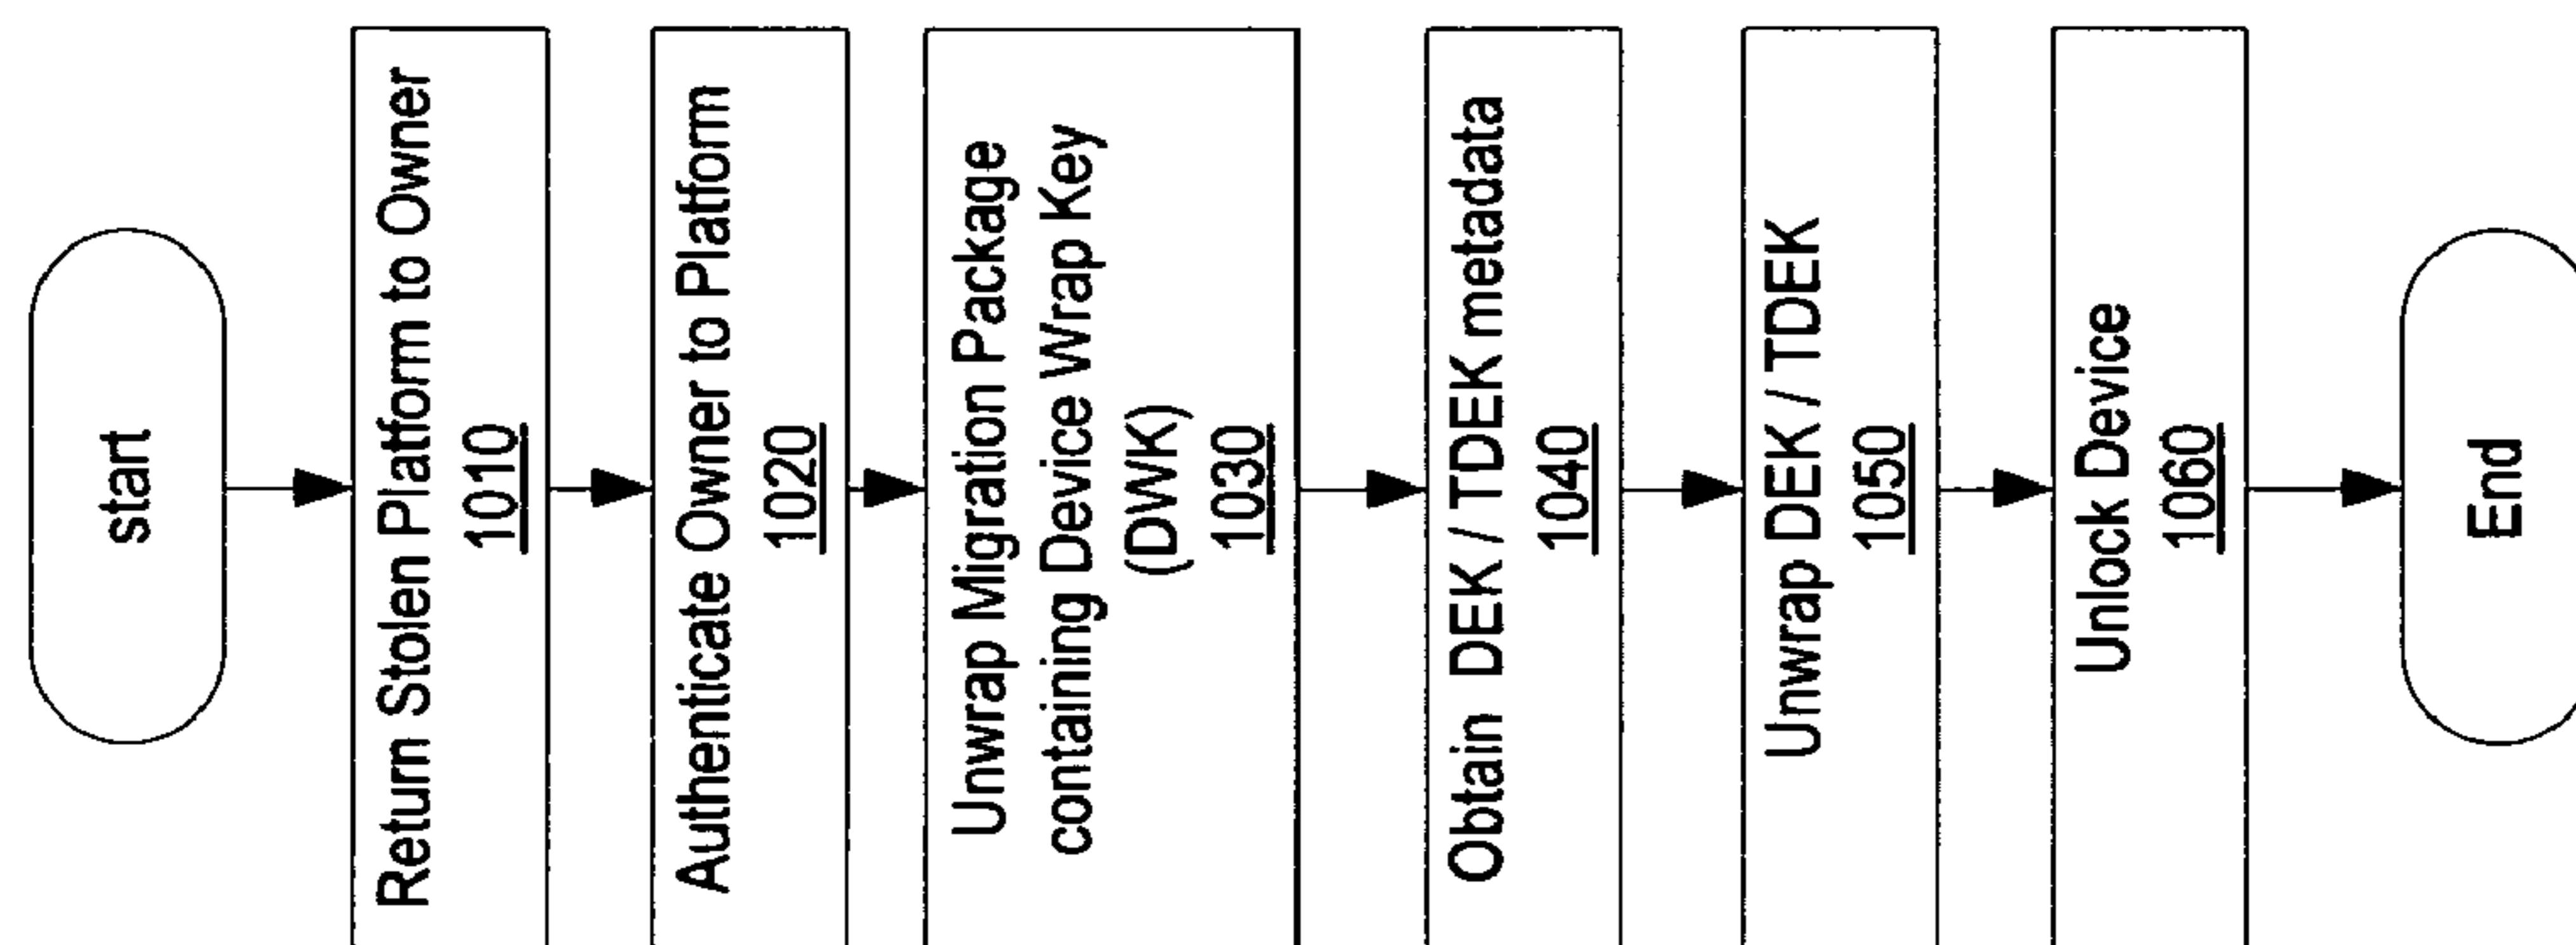 start
Return Stolen Platform to Owner
1010
Authenticate Owner to Platform
1020
Unwrap Migration Package
containing Device Wrap Key
(DWK)
1030
Obtain DEK / TDEK metadata
1040
Unwrap DEK / TDEK
1050
Unlock Device
1060
End